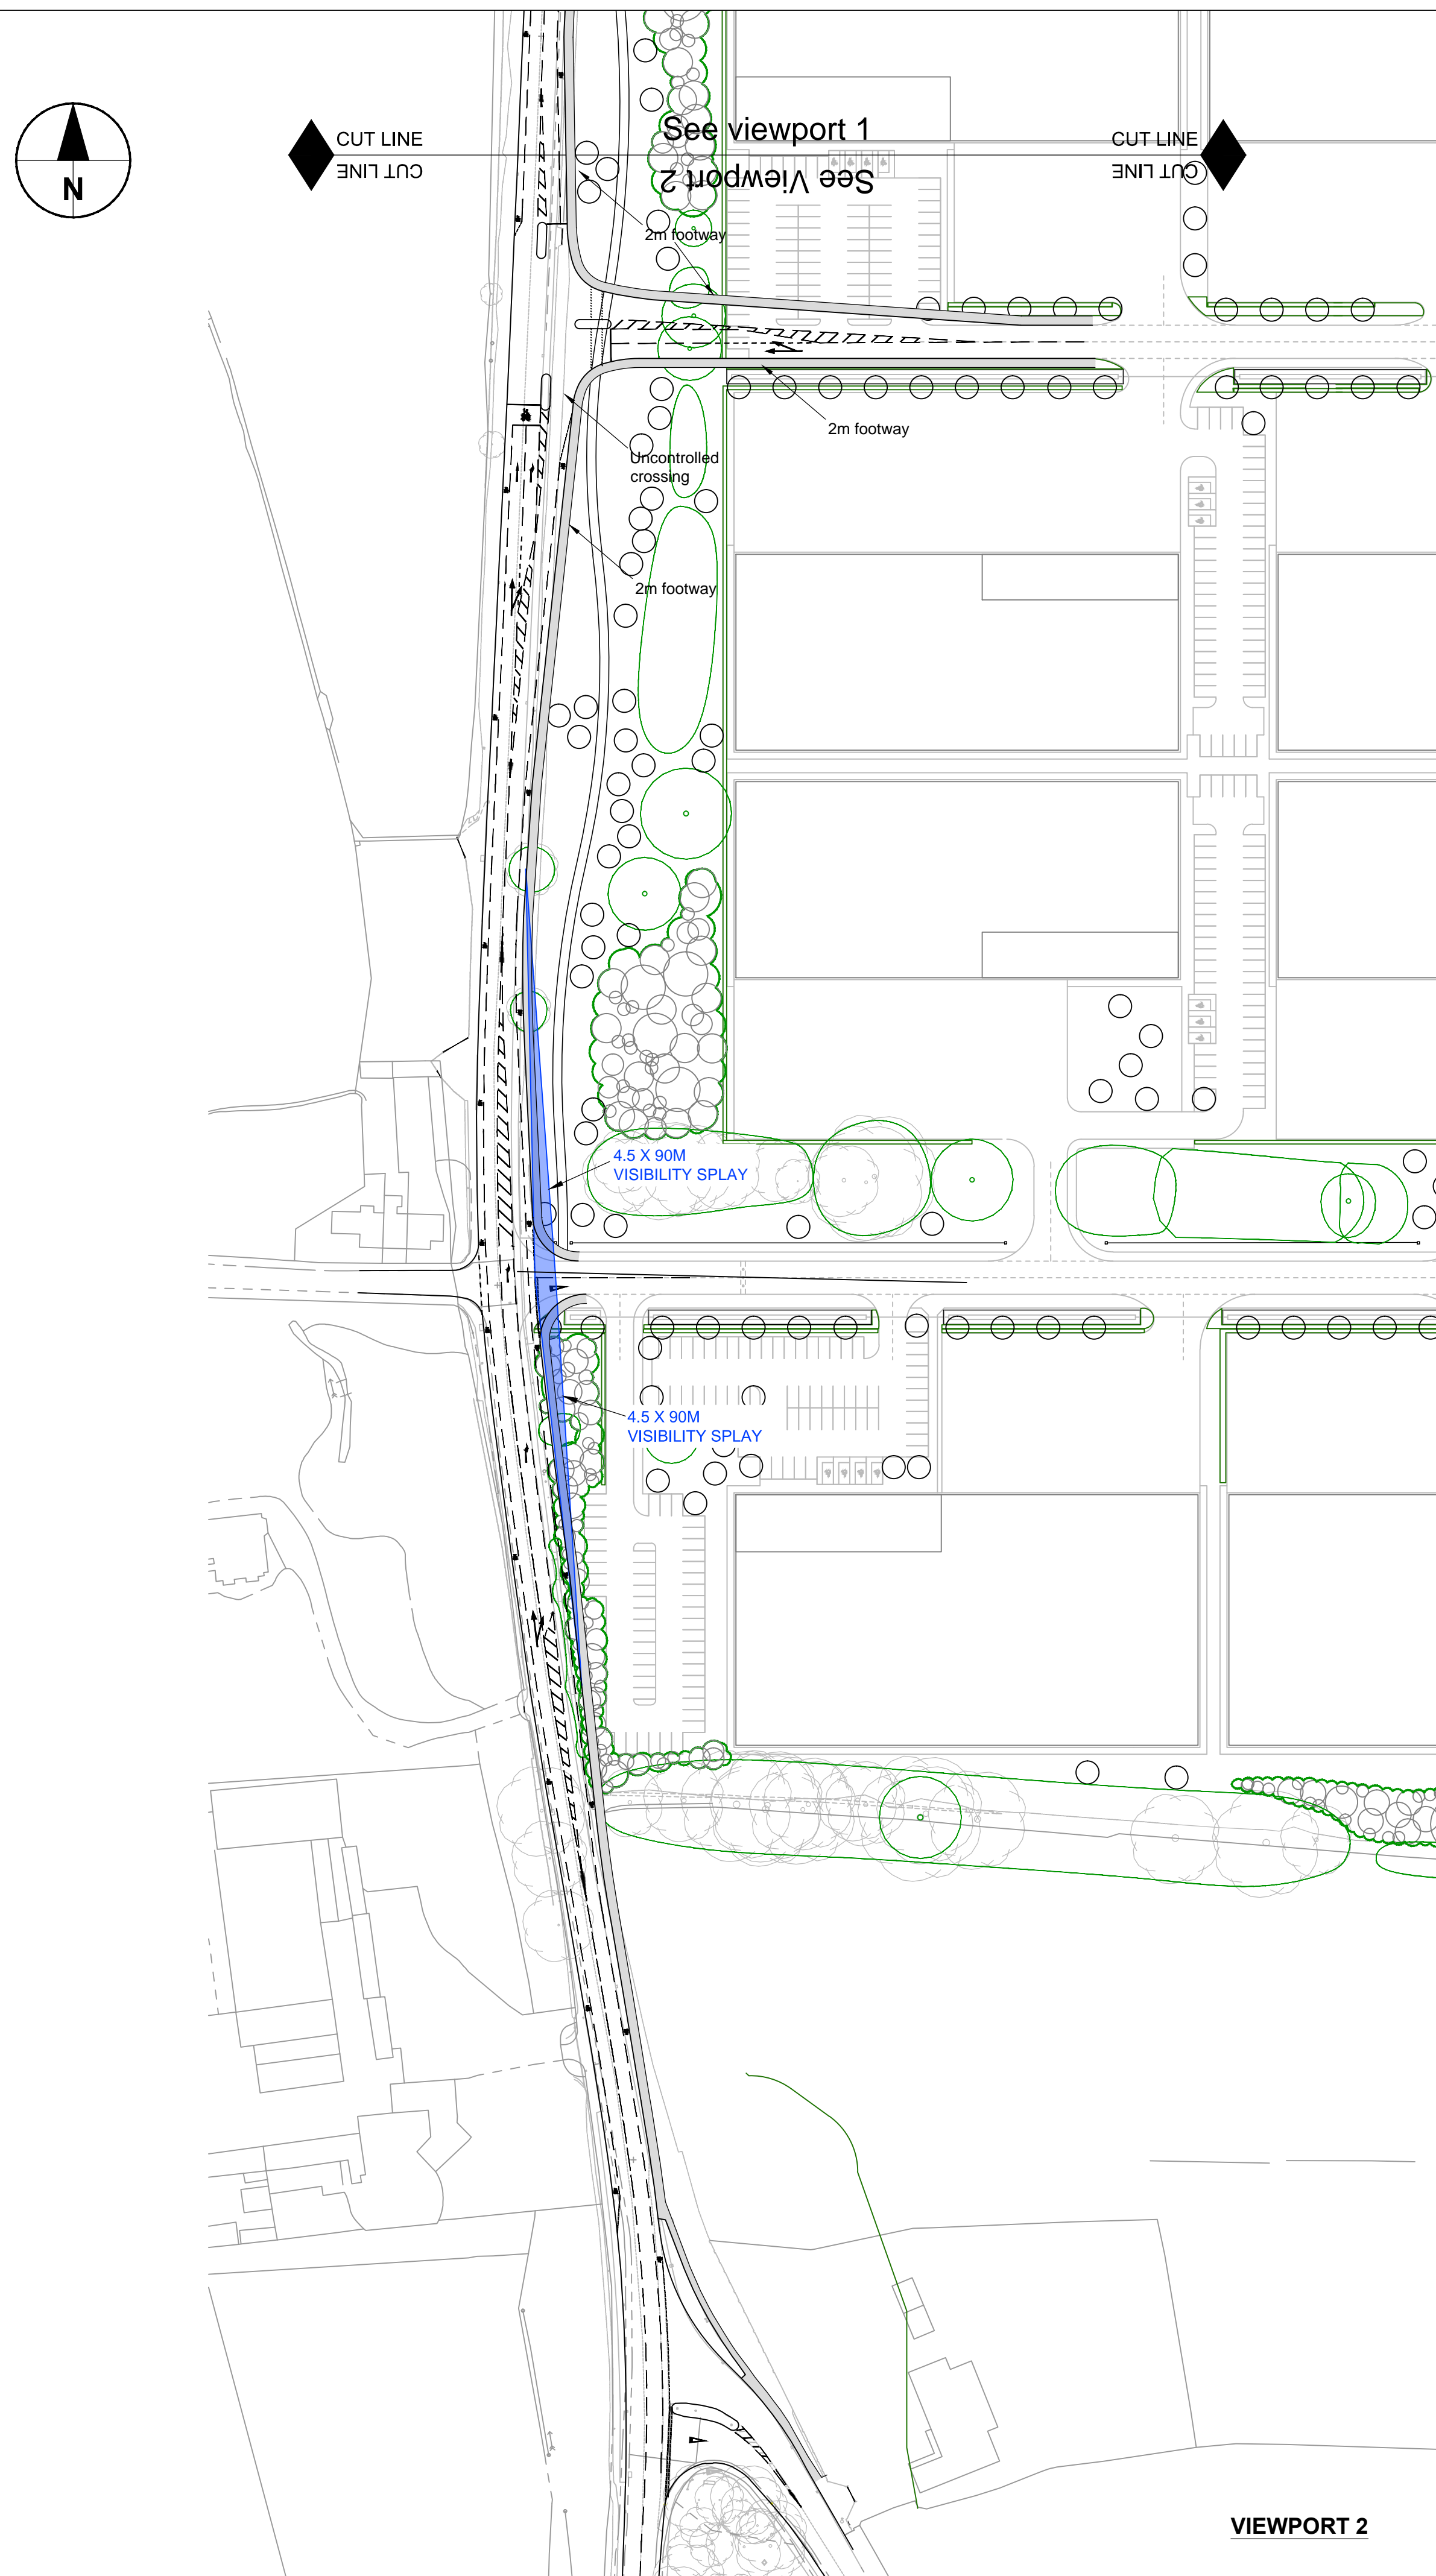 CUT LINE
CUT LINE
See viewport 1
See Viewport 2
CUT LINE
CUT LINE
N
2m footway
2m footway
Uncontrolled
crossing
2m footway
4.5 X 90M
VISIBILITY SPLAY
4.5 X 90M
VISIBILITY SPLAY
VIEWPORT 2